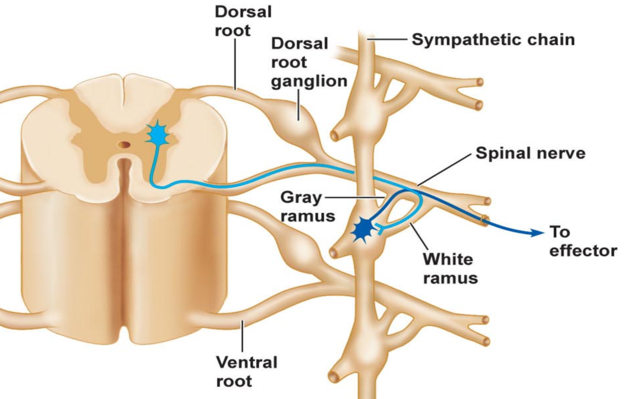 Dorsal
root
Dorsal
root
ganglion
Sympathetic chain
Spinal nerve
Gray
ramus
To
effector
White
ramus
Ventral
root